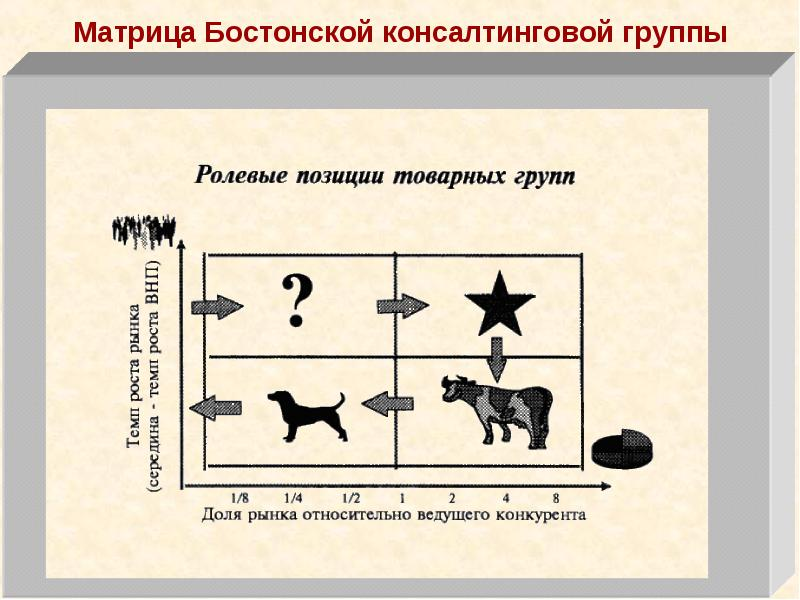 Матрица Бостонской консалтинговой группы
Ролевые позиции товарных групп
Темп роста рынка
(середина - темп роста ВНП)
?
1/8 1/4 1/2 1 2 4 8
Доля рынка относительно ведущего конкурента